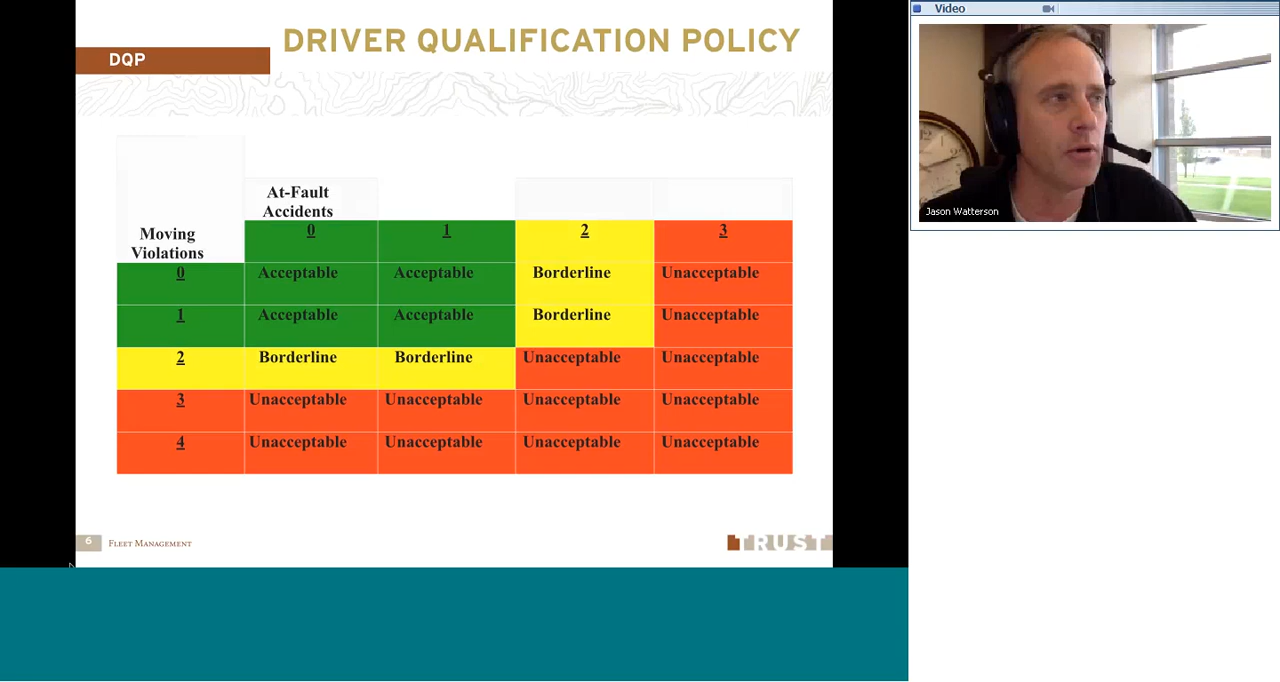 DRIVER QUALIFICATION POLICY
DQP
At-Fault
Accidents
Moving
Violations
0 1 2 3
0 Acceptable Acceptable Borderline Unacceptable
1 Acceptable Acceptable Borderline Unacceptable
2 Borderline Borderline Unacceptable Unacceptable
3 Unacceptable Unacceptable Unacceptable Unacceptable
4 Unacceptable Unacceptable Unacceptable Unacceptable
6 Fleet Management
TRUST
Video
Jason Watterson